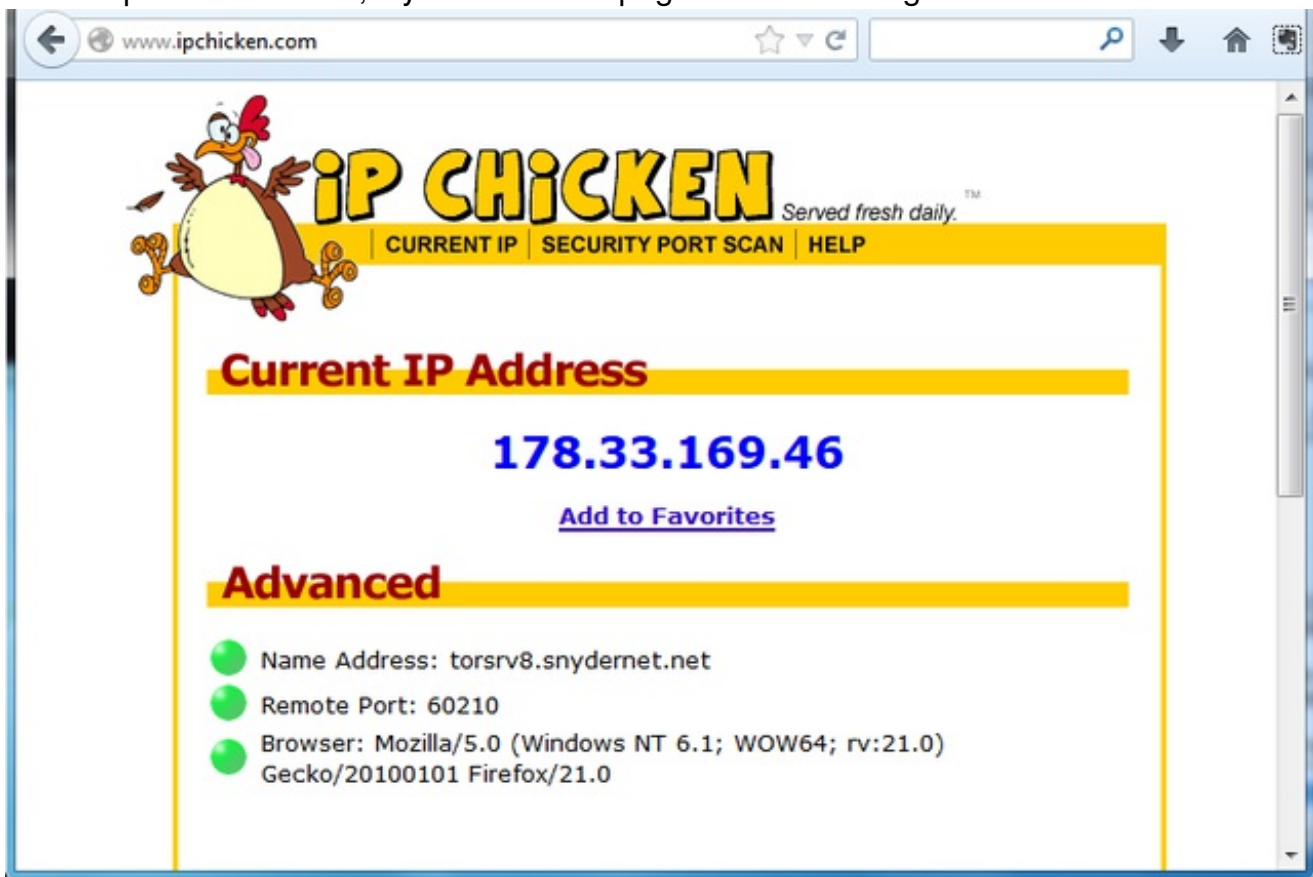 www.ipchicken.com
iP CHiCKEN Served fresh daily. ™
CURRENT IP | SECURITY PORT SCAN | HELP
Current IP Address
178.33.169.46
Add to Favorites
Advanced
Name Address: torsrv8.snydernet.net
Remote Port: 60210
Browser: Mozilla/5.0 (Windows NT 6.1; WOW64; rv:21.0)
Gecko/20100101 Firefox/21.0